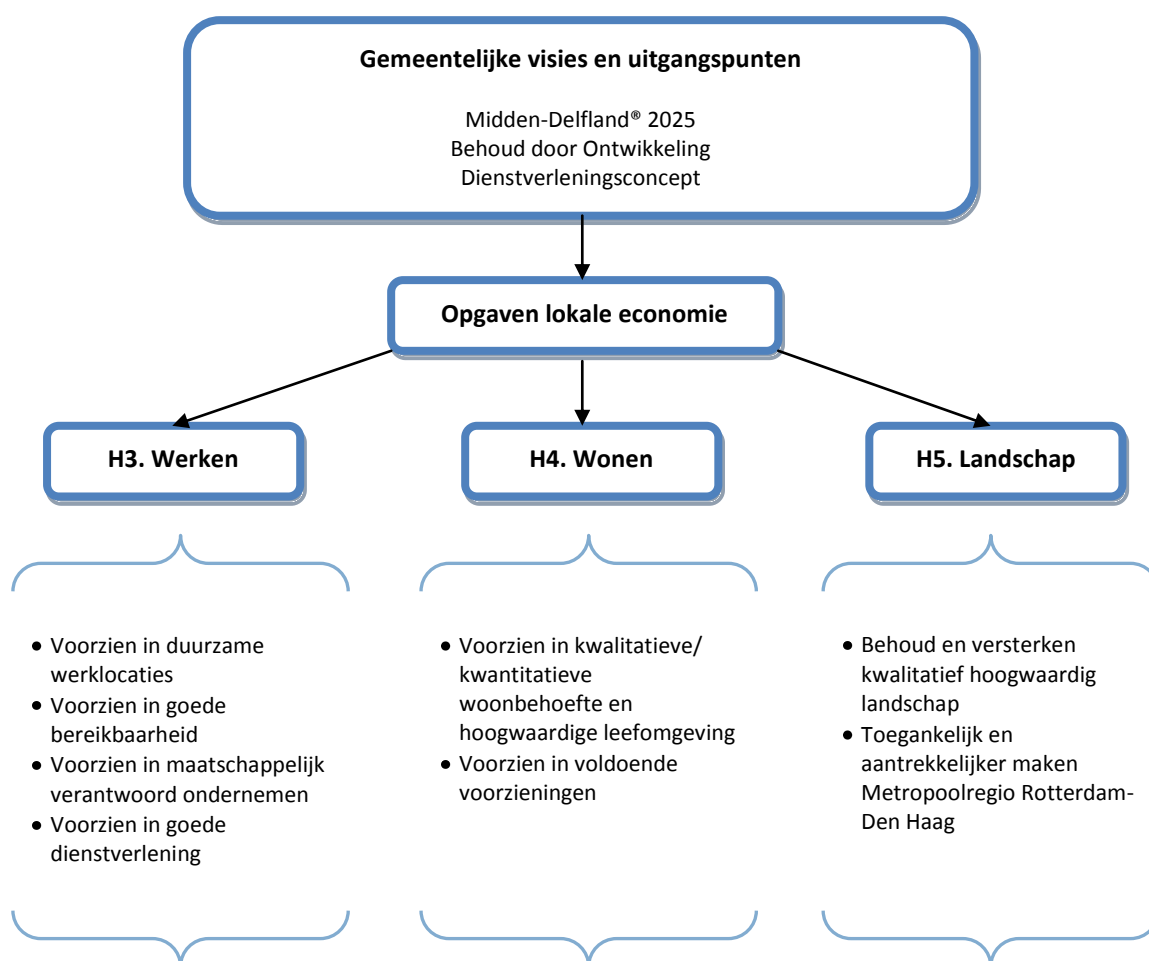 Gemeentelijke visies en uitgangspunten
Midden-Delfland® 2025
Behoud door Ontwikkeling
Dienstverleningsconcept
Opgaven lokale economie
H3. Werken
H4. Wonen
H5. Landschap
• Voorzien in duurzame
werklocaties
• Voorzien in goede
bereikbaarheid
• Voorzien in maatschappelijk
verantwoord ondernemen
• Voorzien in goede
dienstverlening
• Voorzien in kwalitatieve/
kwantitatieve
woonbehoefte en
hoogwaardige leefomgeving
• Voorzien in voldoende
voorzieningen
• Behoud en versterken
kwalitatief hoogwaardig
landschap
• Toegankelijk en
aantrekkelijker maken
Metropoolregio Rotterdam-
Den Haag